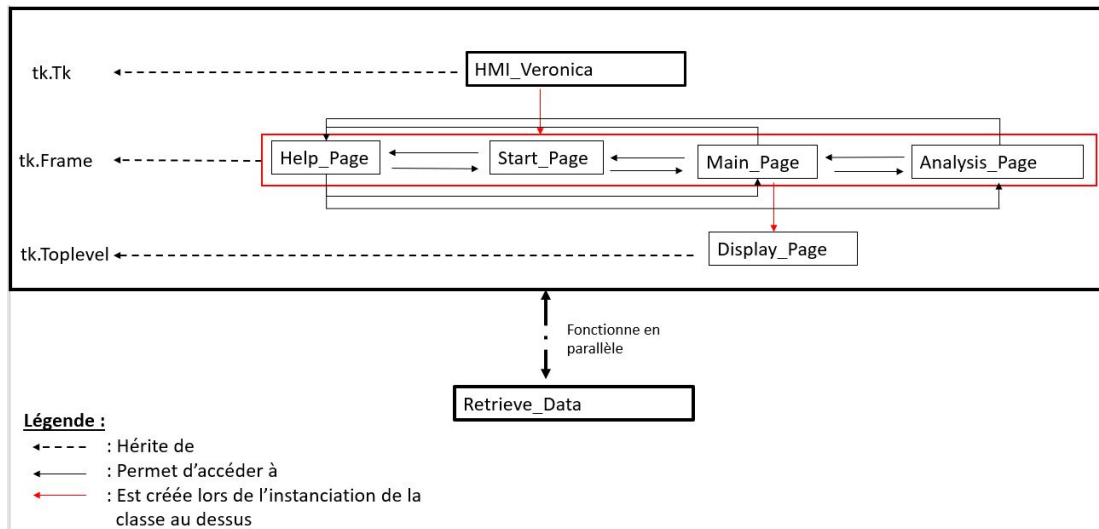 tk.Tk
HMI_Veronica
tk.Frame
Help_Page
Start_Page
Main_Page
Analysis_Page
tk.Toplevel
Display_Page
Fonctionne en
parallèle
Retrieve_Data
Légende :
: Hérite de
: Permet d’accéder à
: Est créée lors de l’instanciation de la
classe au dessus